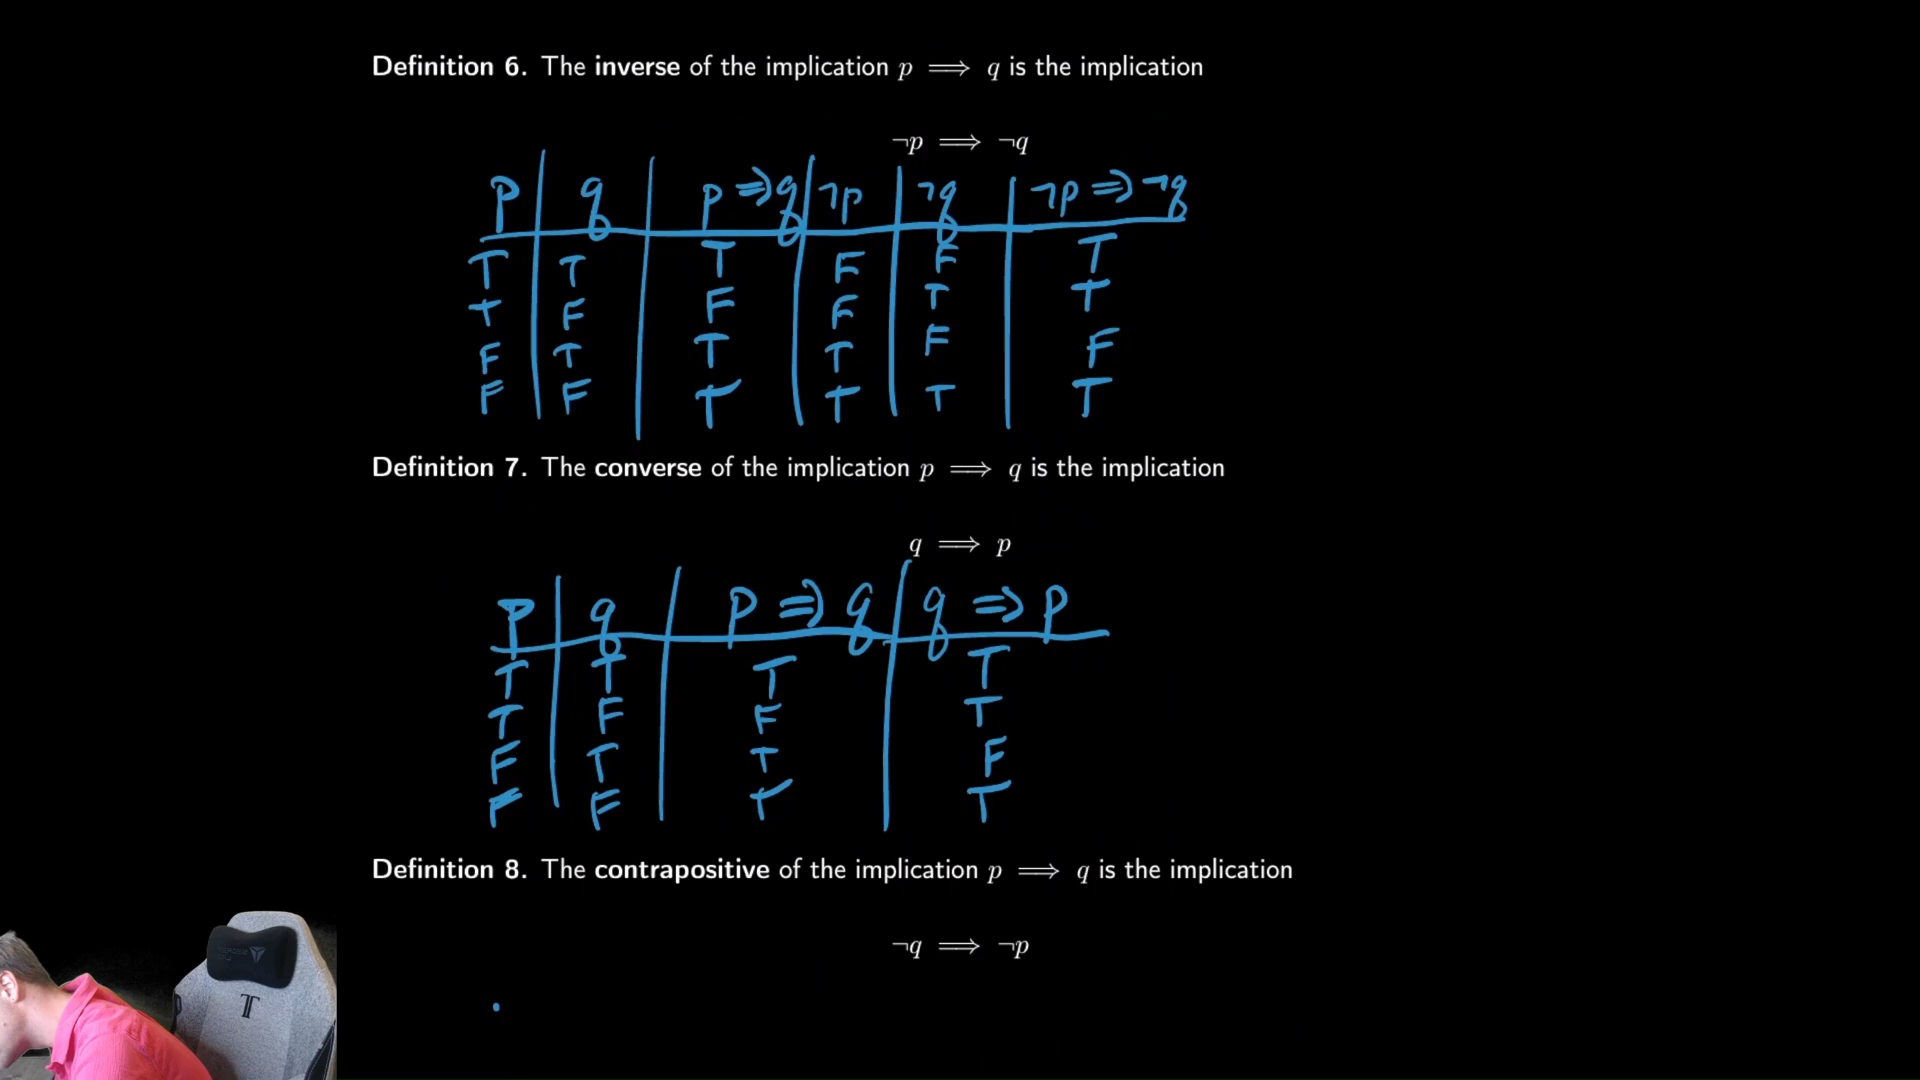 Definition 6. The inverse of the implication p ⟹ q is the implication
¬p ⟹ ¬q
p q p ⇒ q ¬p ¬q ¬p ⇒ ¬q
T T T F F T
T F F F T T
F T T T F F
F F T T T T
Definition 7. The converse of the implication p ⟹ q is the implication
q ⟹ p
p q p ⇒ q q ⇒ p
T T T T
T F F T
F T T F
F F T T
Definition 8. The contrapositive of the implication p ⟹ q is the implication
¬q ⟹ ¬p